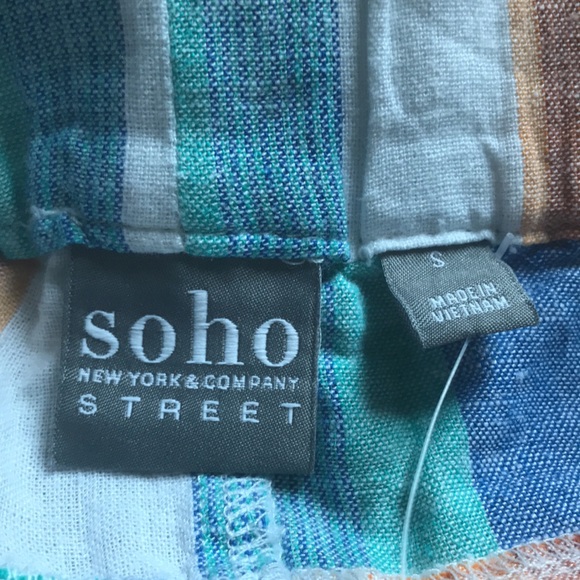 soho
NEW YORK & COMPANY
STREET
S
MADE IN
VIETNAM